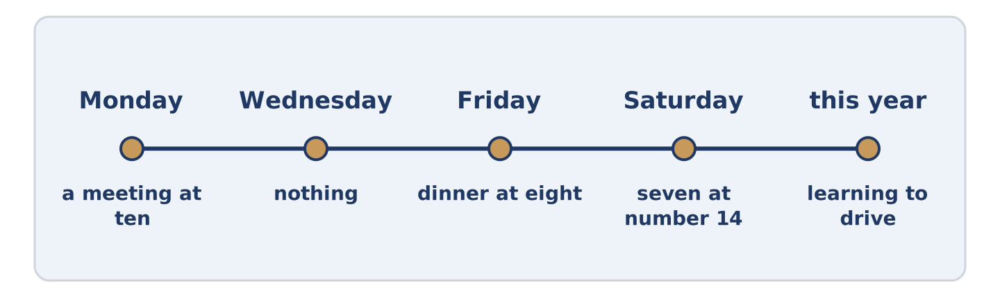 Monday
a meeting at
ten
Wednesday
nothing
Friday
dinner at eight
Saturday
seven at
number 14
this year
learning to
drive